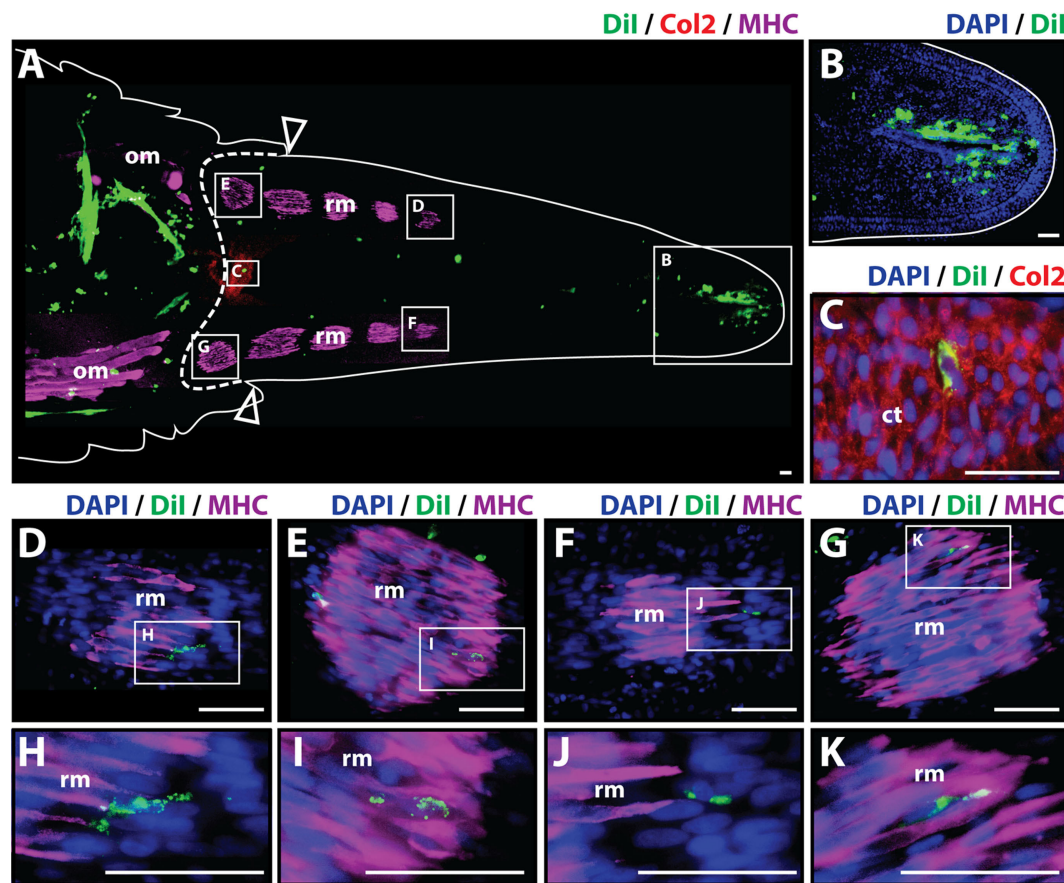 DiI / Col2 / MHC
DAPI / DiI
A
om
E
rm
D
C
B
G
rm
F
om
B
DAPI / DiI / Col2
C
ct
DAPI / DiI / MHC
DAPI / DiI / MHC
DAPI / DiI / MHC
DAPI / DiI / MHC
D
rm
H
E
rm
I
F
rm
J
G
K
rm
H
rm
I
rm
J
rm
K
rm